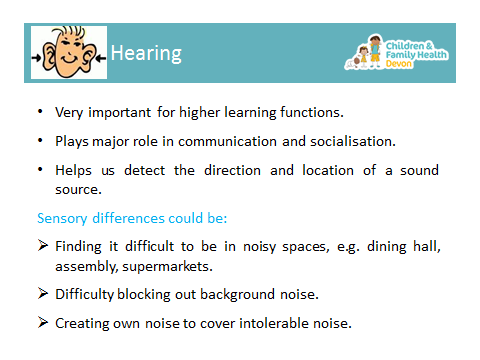 Hearing
Children &
Family Health
Devon
• Very important for higher learning functions.
• Plays major role in communication and socialisation.
• Helps us detect the direction and location of a sound
source.
Sensory differences could be:
➢ Finding it difficult to be in noisy spaces, e.g. dining hall,
assembly, supermarkets.
➢ Difficulty blocking out background noise.
➢ Creating own noise to cover intolerable noise.